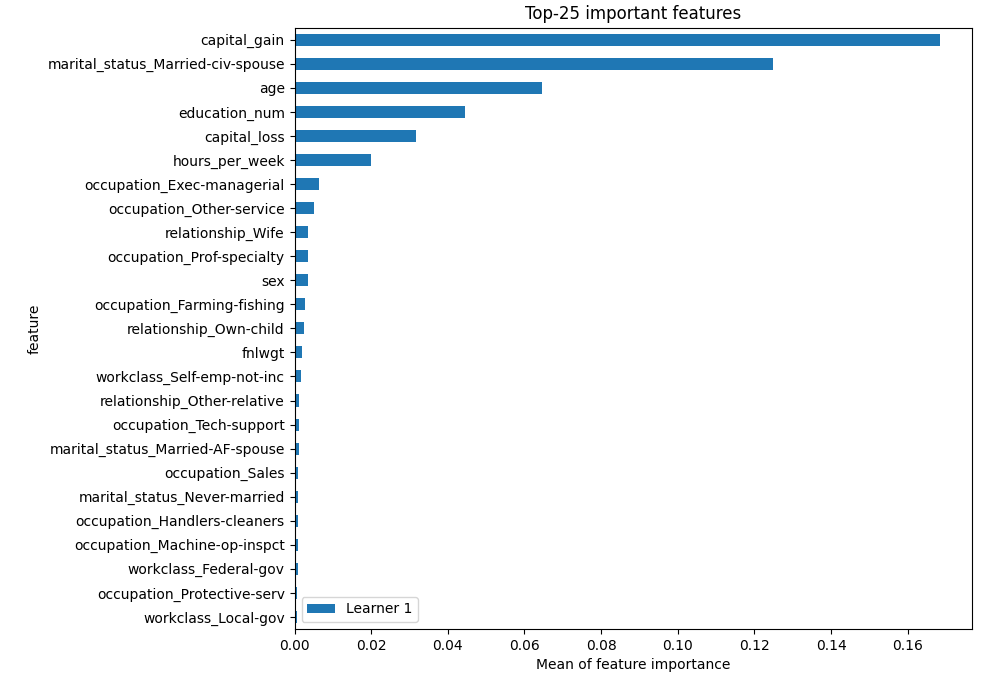 Top-25 important features
capital_gain
marital_status_Married-civ-spouse
age
education_num
capital_loss
hours_per_week
occupation_Exec-managerial
occupation_Other-service
relationship_Wife
occupation_Prof-specialty
sex
occupation_Farming-fishing
relationship_Own-child
fnlwgt
workclass_Self-emp-not-inc
relationship_Other-relative
occupation_Tech-support
marital_status_Married-AF-spouse
occupation_Sales
marital_status_Never-married
occupation_Handlers-cleaners
occupation_Machine-op-inspct
workclass_Federal-gov
occupation_Protective-serv
workclass_Local-gov
feature
Learner 1
0.00 0.02 0.04 0.06 0.08 0.10 0.12 0.14 0.16
Mean of feature importance